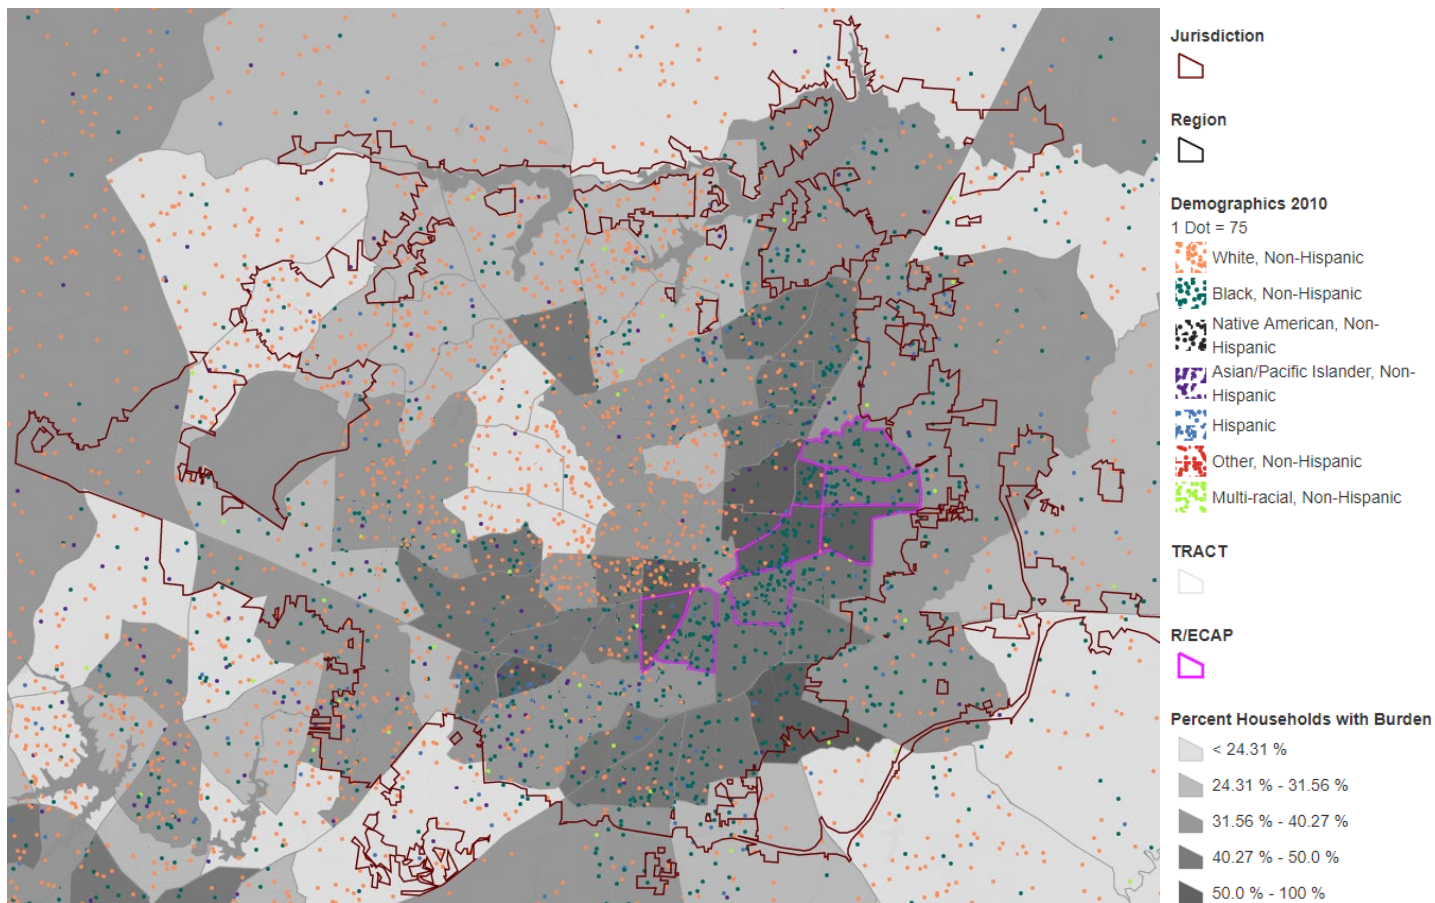 Jurisdiction
Region
Demographics 2010
1 Dot = 75
White, Non-Hispanic
Black, Non-Hispanic
Native American, Non-
Hispanic
Asian/Pacific Islander, Non-
Hispanic
Hispanic
Other, Non-Hispanic
Multi-racial, Non-Hispanic
TRACT
R/ECAP
Percent Households with Burden
< 24.31 %
24.31 % - 31.56 %
31.56 % - 40.27 %
40.27 % - 50.0 %
50.0 % - 100 %